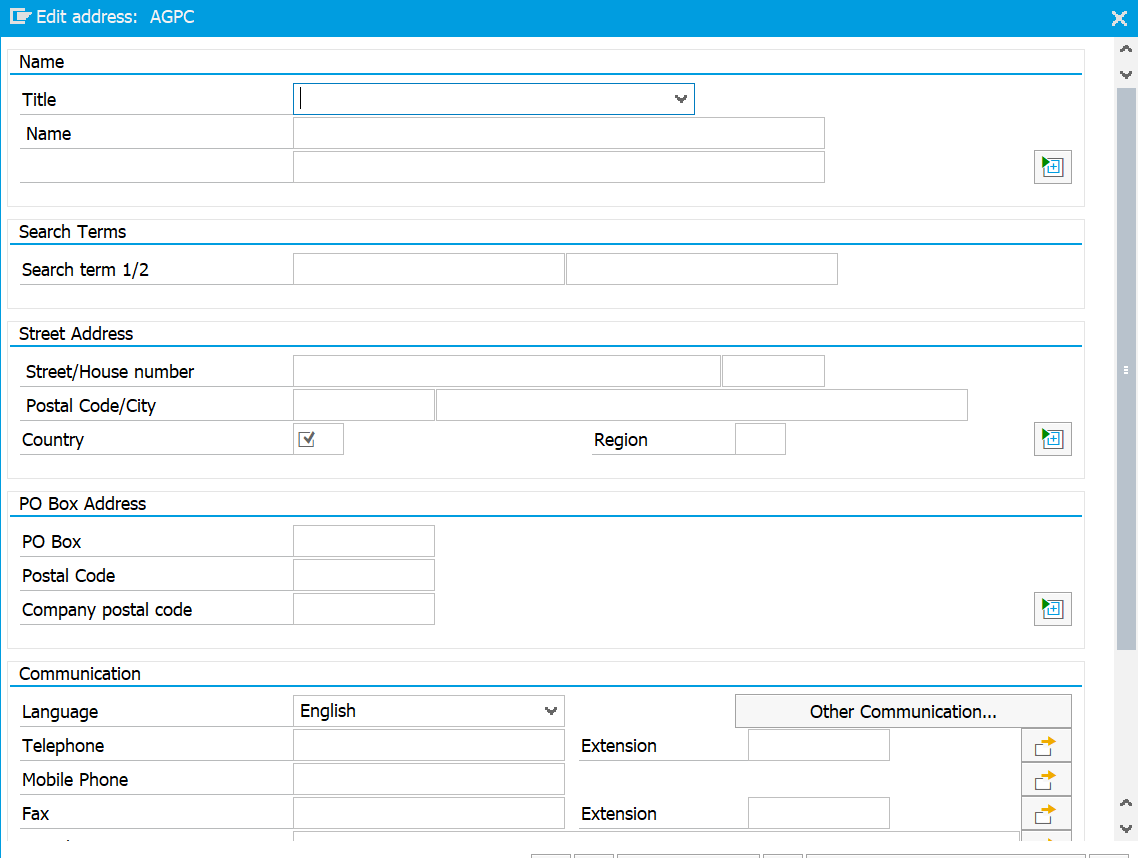 Edit address: AGPC
Name
Title
Name
Search Terms
Search term 1/2
Street Address
Street/House number
Postal Code/City
Country
Region
PO Box Address
PO Box
Postal Code
Company postal code
Communication
Language English Other Communication...
Telephone Extension
Mobile Phone
Fax Extension